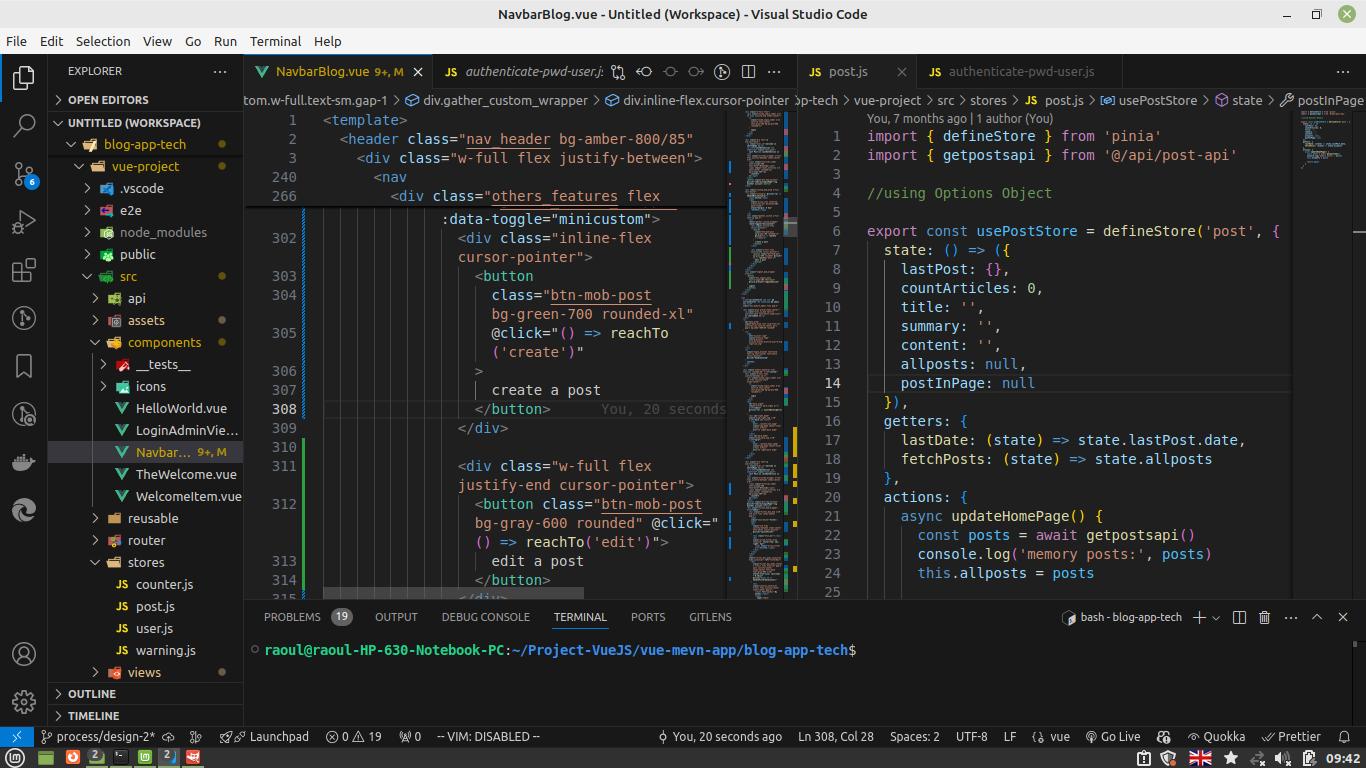 NavbarBlog.vue - Untitled (Workspace) - Visual Studio Code
File Edit Selection View Go Run Terminal Help
EXPLORER
OPEN EDITORS
UNTITLED (WORKSPACE)
blog-app-tech
vue-project
.vscode
e2e
node_modules
public
src
api
assets
components
__tests__
icons
HelloWorld.vue
LoginAdminVie...
Navbar... 9+, M
TheWelcome.vue
WelcomeItem.vue
reusable
router
stores
JS counter.js
JS post.js
JS user.js
JS warning.js
views
OUTLINE
TIMELINE
6
NavbarBlog.vue 9+, M
JS authenticate-pwd-user.js
tom.w-full.text-sm.gap-1 > div.gather_custom_wrapper > div.inline-flex.cursor-pointer
1 <template>
2 <header class="nav_header bg-amber-800/85"
3 <div class="w-full flex justify-between">
240 <nav
266 <div class="others_features flex
:data-toggle="minicustom">
302 <div class="inline-flex
cursor-pointer">
303 <button
304 class="btn-mob-post
bg-green-700 rounded-xl"
305 @click="() => reachTo
('create')"
306 >
307 create a post
308 </button> You, 20 seconds
309 </div>
310
311 <div class="w-full flex
justify-end cursor-pointer">
312 <button class="btn-mob-post
bg-gray-600 rounded" @click="
() => reachTo('edit')">
313 edit a post
314 </button>
315 </div>
JS post.js
JS authenticate-pwd-user.js
op-tech > vue-project > src > stores > JS post.js > usePostStore > state > postInPage
You, 7 months ago | 1 author (You)
1 import { defineStore } from 'pinia'
2 import { getpostsapi } from '@/api/post-api'
3
4 //using Options Object
5
6 export const usePostStore = defineStore('post', {
7 state: () => ({
8 lastPost: {},
9 countArticles: 0,
10 title: '',
11 summary: '',
12 content: '',
13 allposts: null,
14 postInPage: null
15 }),
16 getters: {
17 lastDate: (state) => state.lastPost.date,
18 fetchPosts: (state) => state.allposts
19 },
20 actions: {
21 async updateHomePage() {
22 const posts = await getpostsapi()
23 console.log('memory posts:', posts)
24 this.allposts = posts
25
PROBLEMS 19 OUTPUT DEBUG CONSOLE TERMINAL PORTS GITLENS
bash - blog-app-tech
raoul@raoul-HP-630-Notebook-PC:~/Project-VueJS/vue-mevn-app/blog-app-tech$
process/design-2* Launchpad 0 19 0 -- VIM: DISABLED -- You, 20 seconds ago Ln 308, Col 28 Spaces: 2 UTF-8 LF {} vue Go Live Quokka Prettier
2 2 09:42